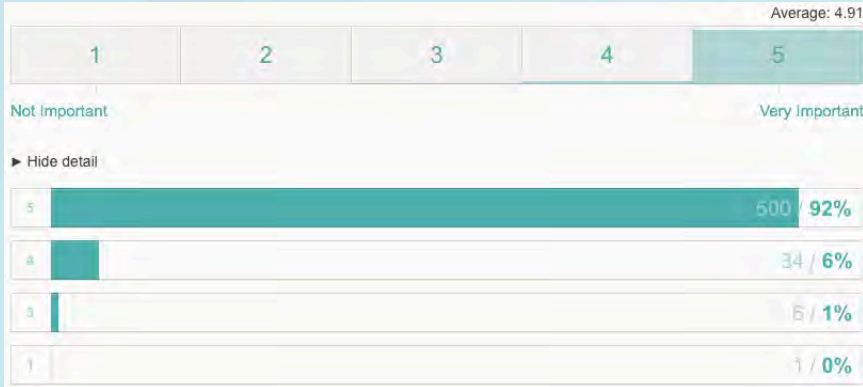 Average: 4.91
1 2 3 4 5
Not Important Very Important
► Hide detail
5 500 / 92%
4 34 / 6%
3 6 / 1%
1 1 / 0%